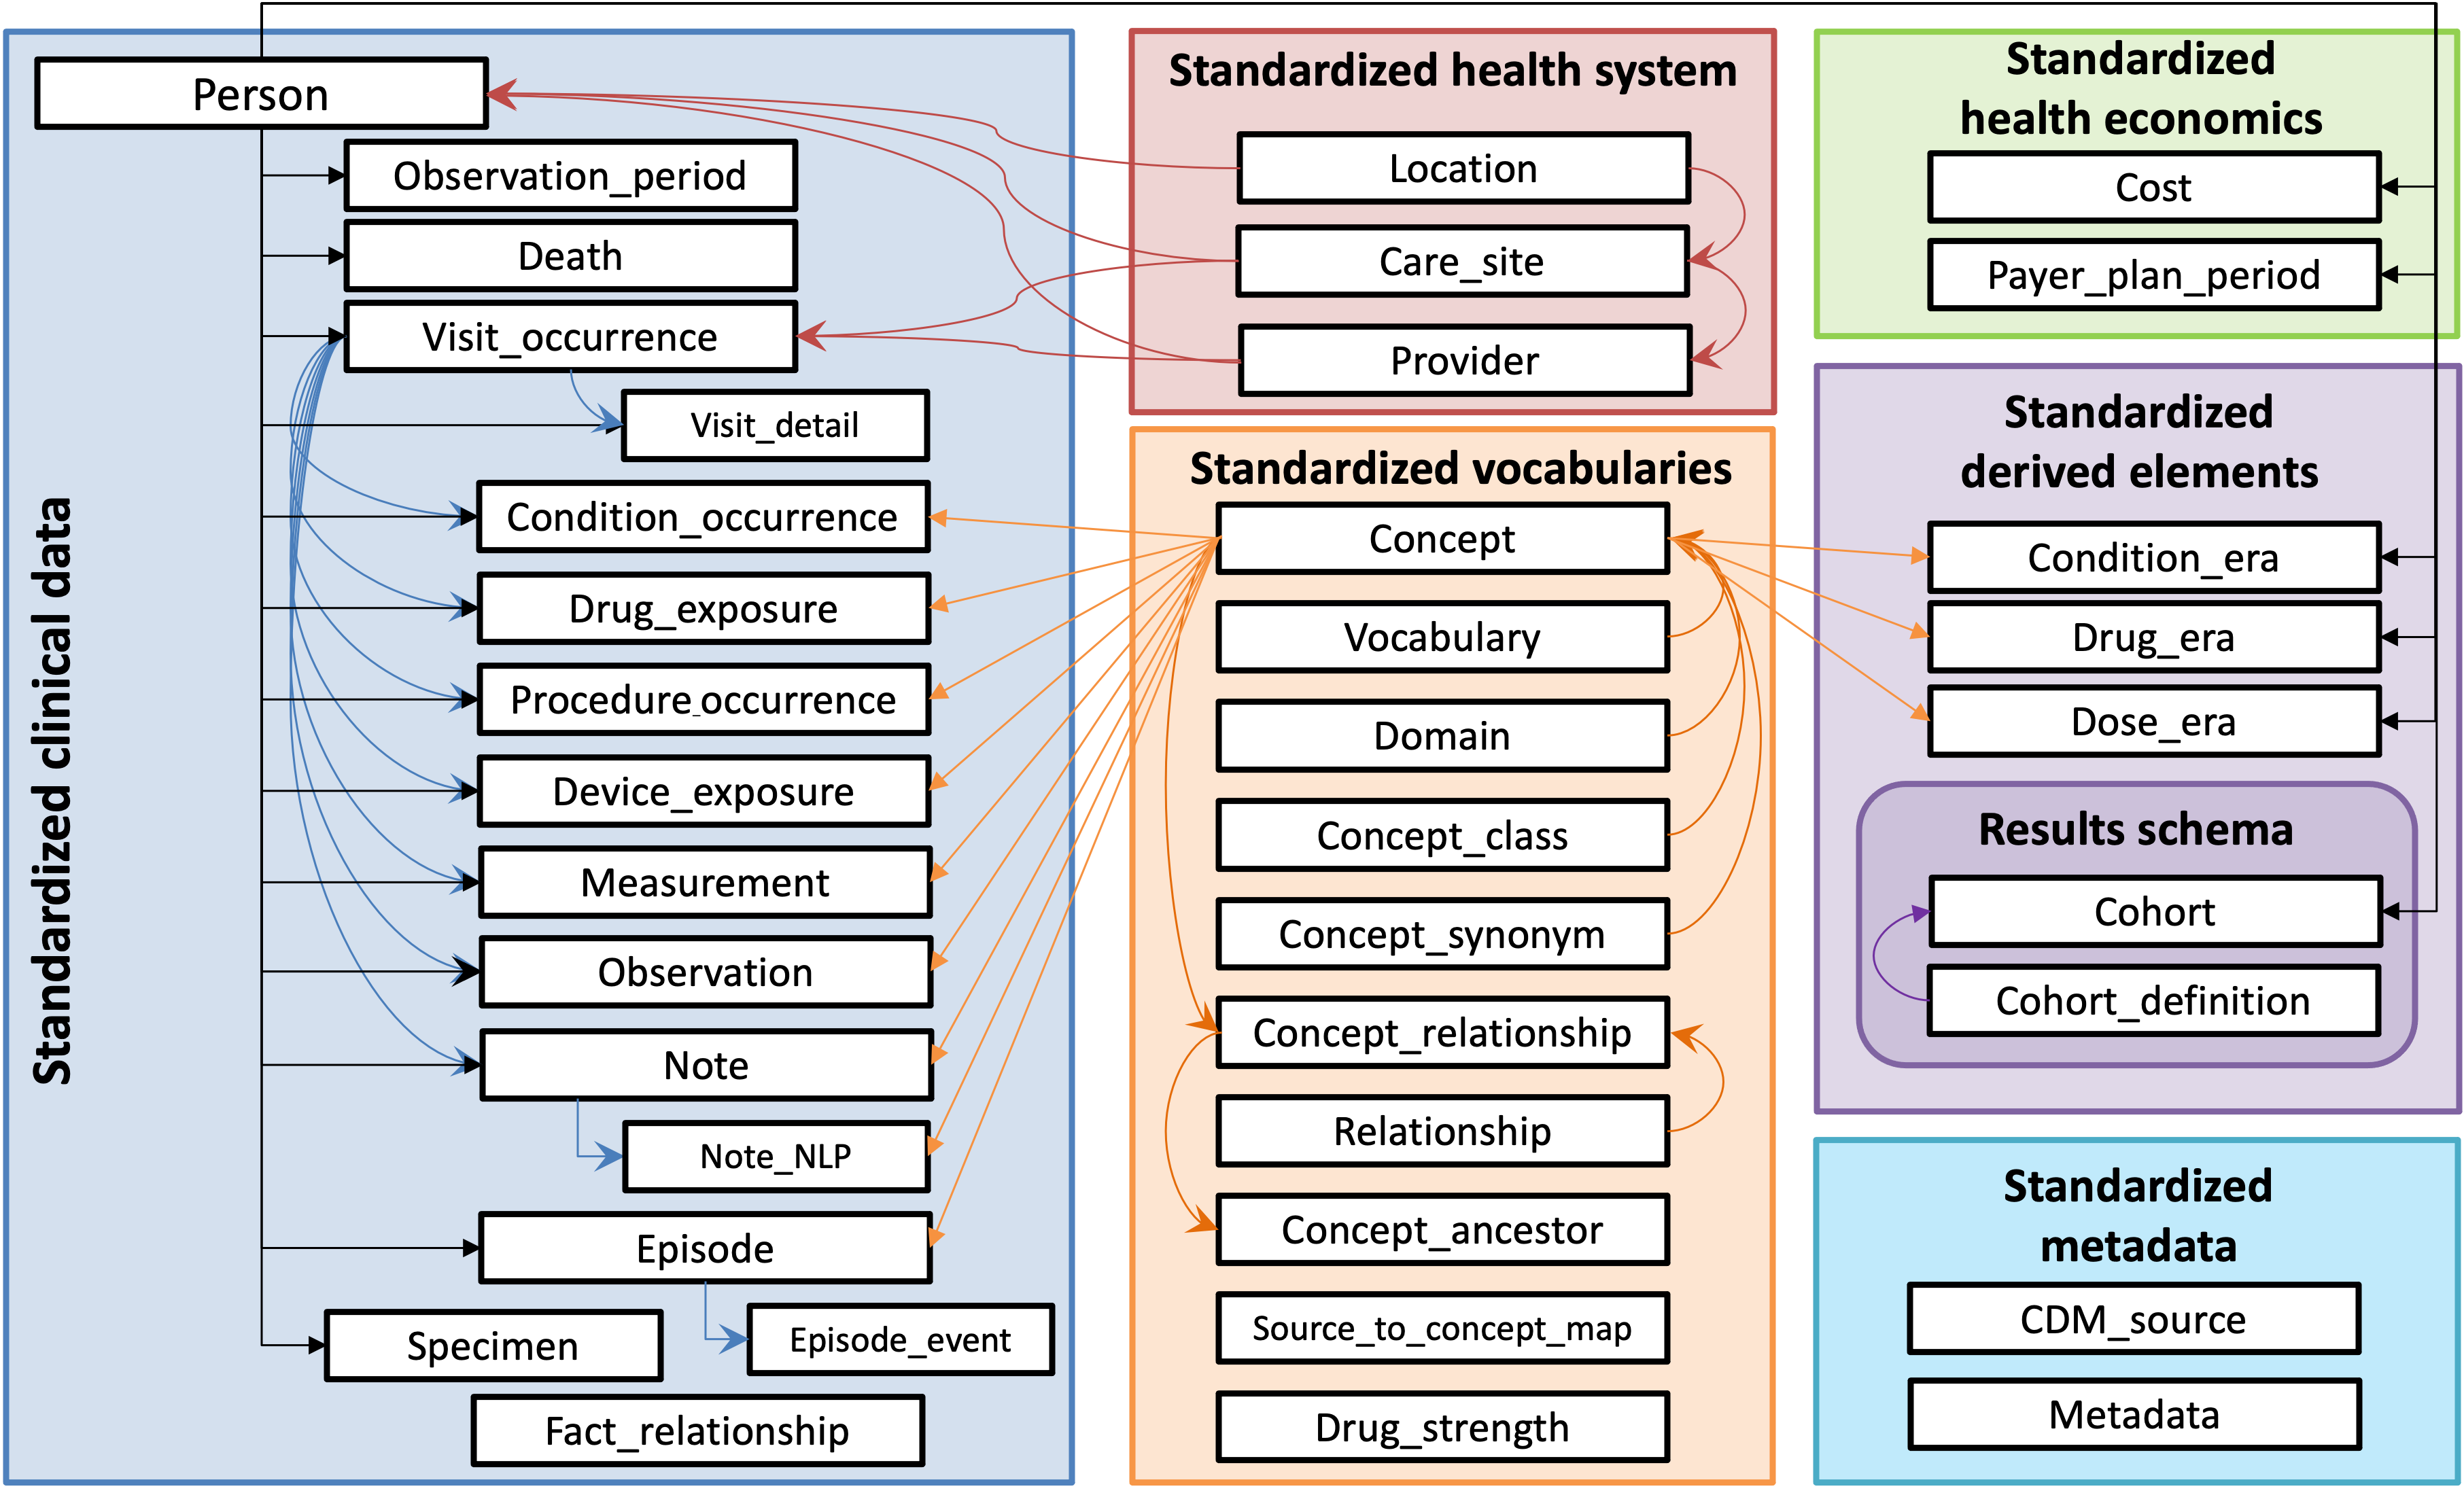 Standardized clinical data
Person
Observation_period
Death
Visit_occurrence
Visit_detail
Condition_occurrence
Drug_exposure
Procedure_occurrence
Device_exposure
Measurement
Observation
Note
Note_NLP
Episode
Episode_event
Specimen
Fact_relationship
Standardized health system
Location
Care_site
Provider
Standardized vocabularies
Concept
Vocabulary
Domain
Concept_class
Concept_synonym
Concept_relationship
Relationship
Concept_ancestor
Source_to_concept_map
Drug_strength
Standardized
health economics
Cost
Payer_plan_period
Standardized
derived elements
Condition_era
Drug_era
Dose_era
Results schema
Cohort
Cohort_definition
Standardized
metadata
CDM_source
Metadata